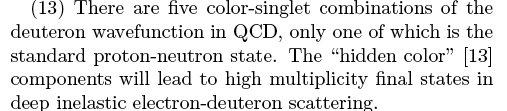 (13) There are five color-singlet combinations of the
deuteron wavefunction in QCD, only one of which is the
standard proton-neutron state. The “hidden color” [13]
components will lead to high multiplicity final states in
deep inelastic electron-deuteron scattering.